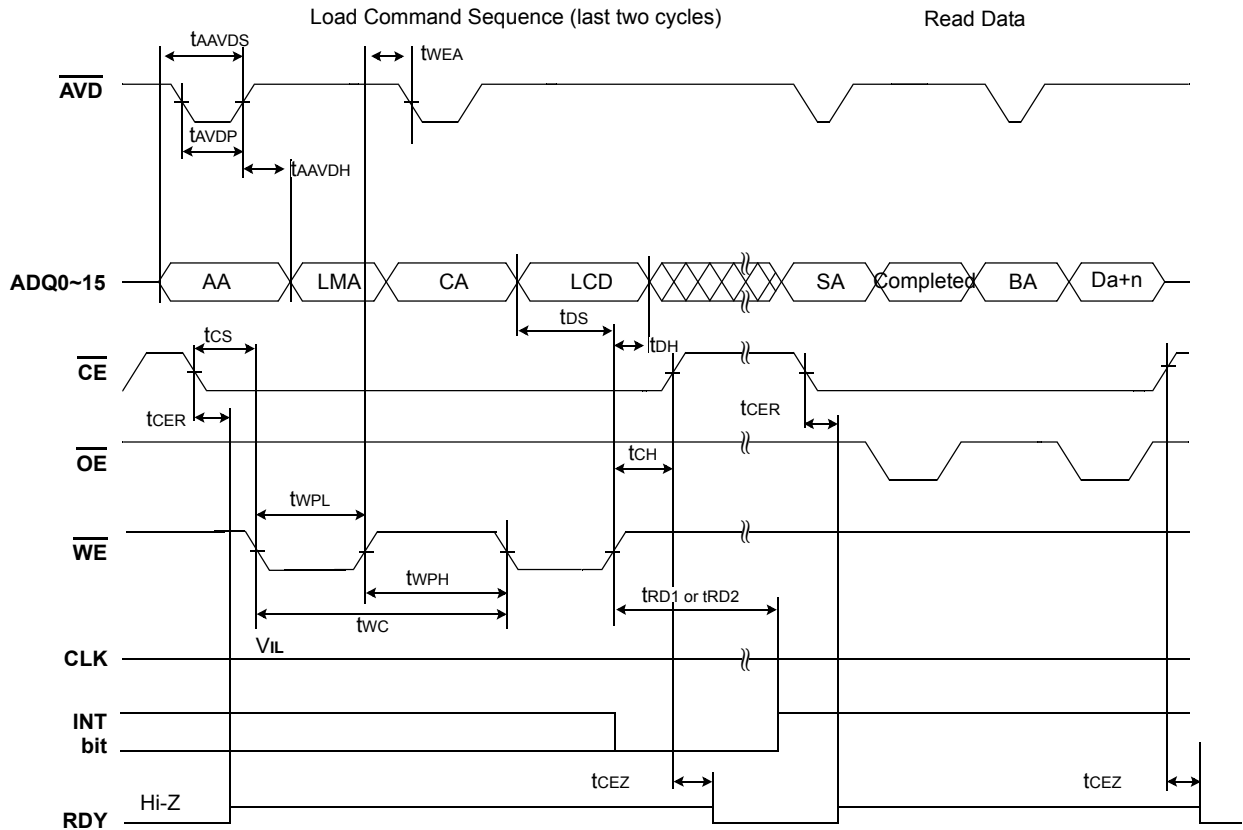 Load Command Sequence (last two cycles)
Read Data
tAAVDS
tWEA
AVD
tAVDP
tAAVDH
ADQ0~15
AA
LMA
CA
LCD
SA
Completed
BA
Da+n
tDS
tCS
tDH
CE
tCER
tCER
OE
tCH
tWPL
WE
tWPH
tRD1 or tRD2
tWC
VIL
CLK
INT
bit
tCEZ
tCEZ
Hi-Z
RDY